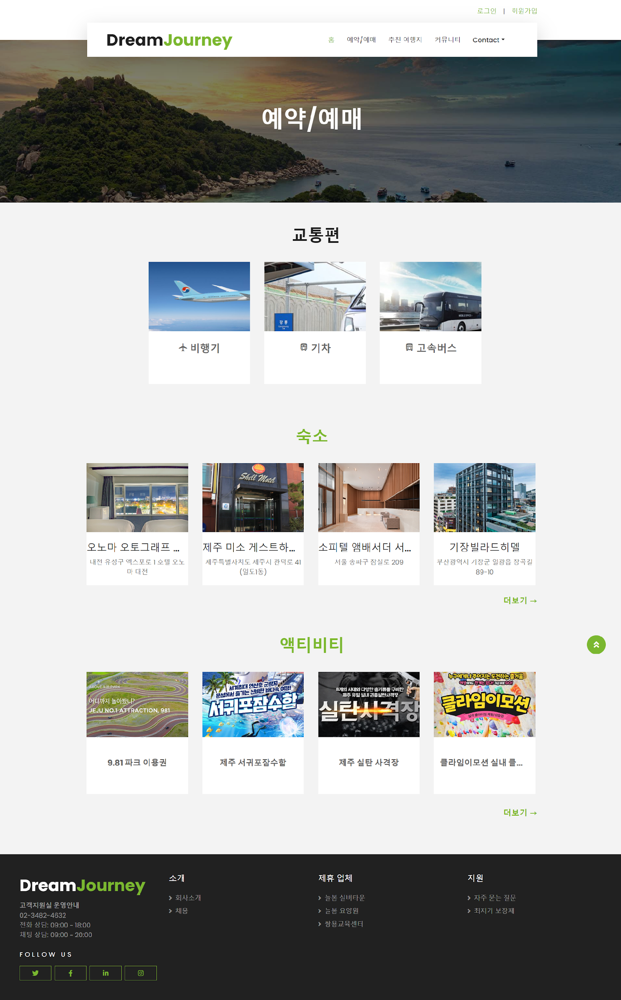 로그인 | 회원가입
DreamJourney
홈 예약/예매 추천 여행지 커뮤니티 Contact
예약/예매
교통편
강릉
Gangneung
MOBILE OFFICE
비행기
기차
고속버스
숙소
Shell Motel
오노마 오토그래프 ...
제주 미소 게스트하...
소피텔 앰배서더 서...
기장빌라드히멜
대전 유성구 엑스포로 1 호텔 오노
마 대전
제주특별자치도 제주시 관덕로 41
(일도1동)
서울 송파구 잠실로 209
부산광역시 기장군 일광읍 장곡길
89-10
더보기 →
액티비티
ABOUT 9.81 PARK
어디까지 놀아봤니?
JEJU NO.1 ATTRACTION, 981
세계최대 연산호 군락지
문섬에서 즐기는 신비한 바다속 여행!
서귀포잠수함
8개의 사대와 다양한 총기류를 구비한
제주 유일 실내 권총실탄사격장
실탄사격장
누구에게나 주어지는 도전하는 즐거움
여성에게도 한계는 없다! 지금 바로 GO!
클라임이모션
실내 클라이밍 체험/강습권
9.81 파크 이용권
제주 서귀포잠수함
제주 실탄 사격장
클라임이모션 실내 클...
더보기 →
DreamJourney
고객지원실 운영안내
02-3482-4632
전화 상담: 09:00 ~ 18:00
채팅 상담: 09:00 ~ 20:00
FOLLOW US
소개
회사소개
채용
제휴 업체
늘봄 실버타운
늘봄 요양원
쌍용교육센터
지원
자주 묻는 질문
최저가 보장제